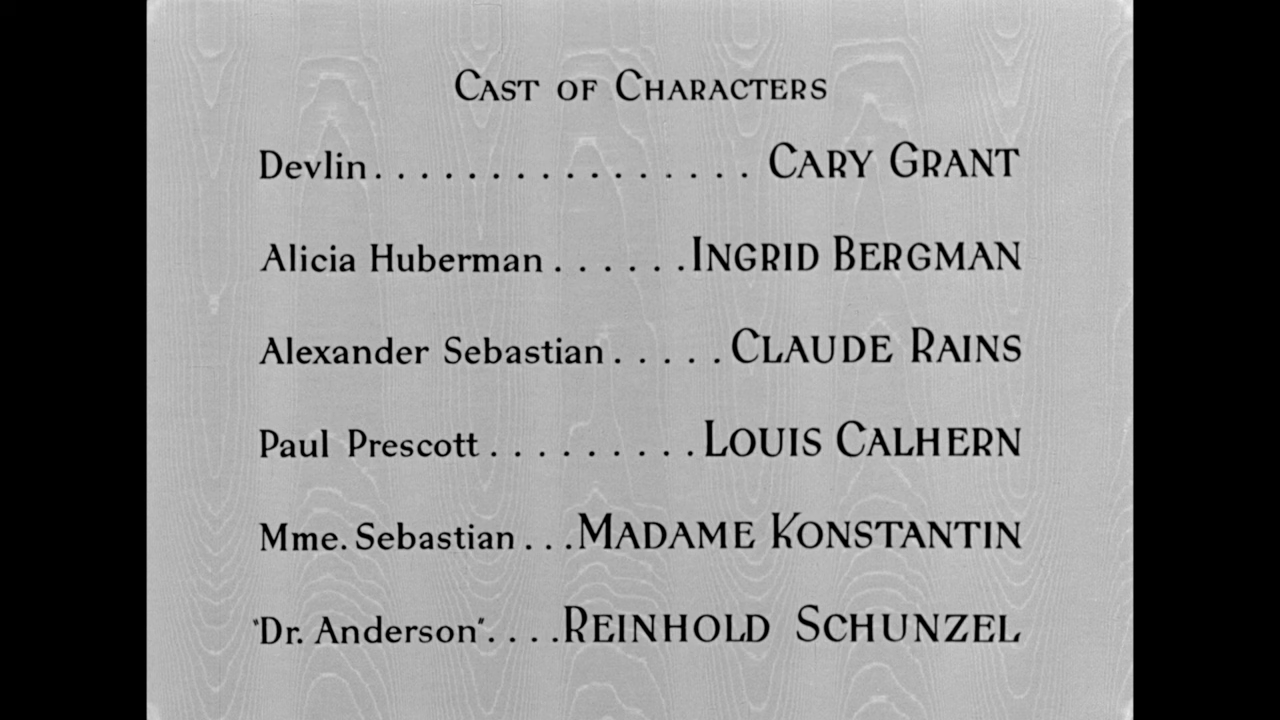 Cast of Characters
Devlin. . . . . . . . . . . . . . . . . Cary Grant
Alicia Huberman . . . . . . Ingrid Bergman
Alexander Sebastian . . . . . Claude Rains
Paul Prescott . . . . . . . . . Louis Calhern
Mme. Sebastian . . . Madame Konstantin
"Dr. Anderson". . . . Reinhold Schunzel